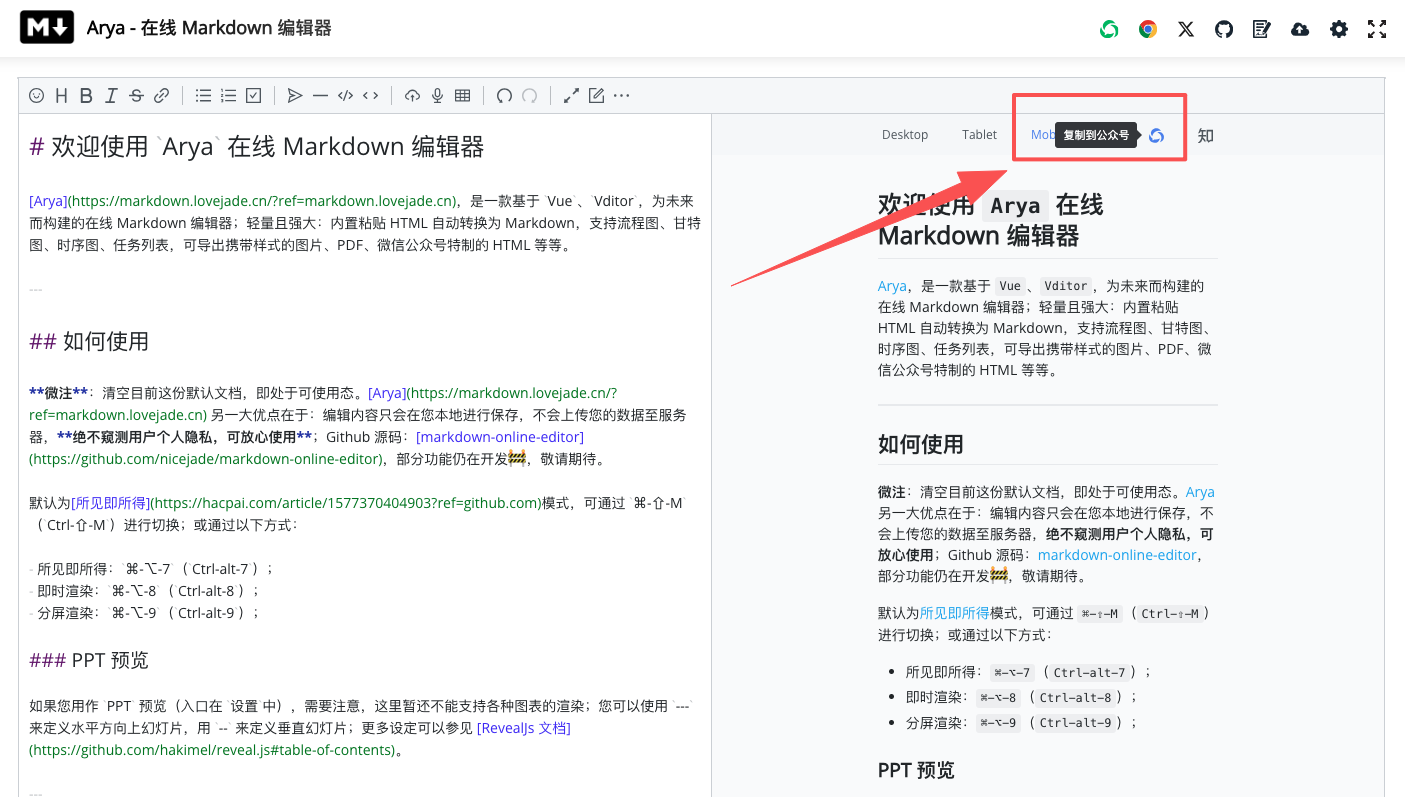 M Arya - 在线 Markdown 编辑器
H B I S
Desktop Tablet Mob 复制到公众号 知
# 欢迎使用 `Arya` 在线 Markdown 编辑器
[Arya](https://markdown.lovejade.cn/?ref=markdown.lovejade.cn)，是一款基于 `Vue`、`Vditor`，为未来
而构建的在线 Markdown 编辑器；轻量且强大：内置粘贴 HTML 自动转换为 Markdown，支持流程图、甘特
图、时序图、任务列表，可导出携带样式的图片、PDF、微信公众号特制的 HTML 等等。
---
## 如何使用
**微注**：清空目前这份默认文档，即处于可使用态。[Arya](https://markdown.lovejade.cn/?
ref=markdown.lovejade.cn) 另一大优点在于：编辑内容只会在您本地进行保存，不会上传您的数据至服务
器，**绝不窥测用户个人隐私，可放心使用**；Github 源码：[markdown-online-editor]
(https://github.com/nicejade/markdown-online-editor)，部分功能仍在开发🚧，敬请期待。
默认为[所见即所得](https://hacpai.com/article/1577370404903?ref=github.com)模式，可通过 `⌘-⇧-M`
（`Ctrl-⇧-M`）进行切换；或通过以下方式：
- 所见即所得：`⌘-⌥-7`（`Ctrl-alt-7`）；
- 即时渲染：`⌘-⌥-8`（`Ctrl-alt-8`）；
- 分屏渲染：`⌘-⌥-9`（`Ctrl-alt-9`）；
### PPT 预览
如果您用作 `PPT` 预览（入口在`设置`中），需要注意，这里暂还不能支持各种图表的渲染；您可以使用 `---`
来定义水平方向上幻灯片，用 `--` 来定义垂直幻灯片；更多设定可以参见 [RevealJs 文档]
(https://github.com/hakimel/reveal.js#table-of-contents)。
---
欢迎使用 Arya 在线
Markdown 编辑器
Arya，是一款基于 Vue、Vditor，为未来而构建的
在线 Markdown 编辑器；轻量且强大：内置粘贴
HTML 自动转换为 Markdown，支持流程图、甘特图、
时序图、任务列表，可导出携带样式的图片、PDF、微
信公众号特制的 HTML 等等。
如何使用
微注：清空目前这份默认文档，即处于可使用态。Arya
另一大优点在于：编辑内容只会在您本地进行保存，不
会上传您的数据至服务器，绝不窥测用户个人隐私，可
放心使用；Github 源码：markdown-online-editor，
部分功能仍在开发🚧，敬请期待。
默认为所见即所得模式，可通过 ⌘-⇧-M（Ctrl-⇧-M）
进行切换；或通过以下方式：
• 所见即所得：⌘-⌥-7（Ctrl-alt-7）；
• 即时渲染：⌘-⌥-8（Ctrl-alt-8）；
• 分屏渲染：⌘-⌥-9（Ctrl-alt-9）；
PPT 预览